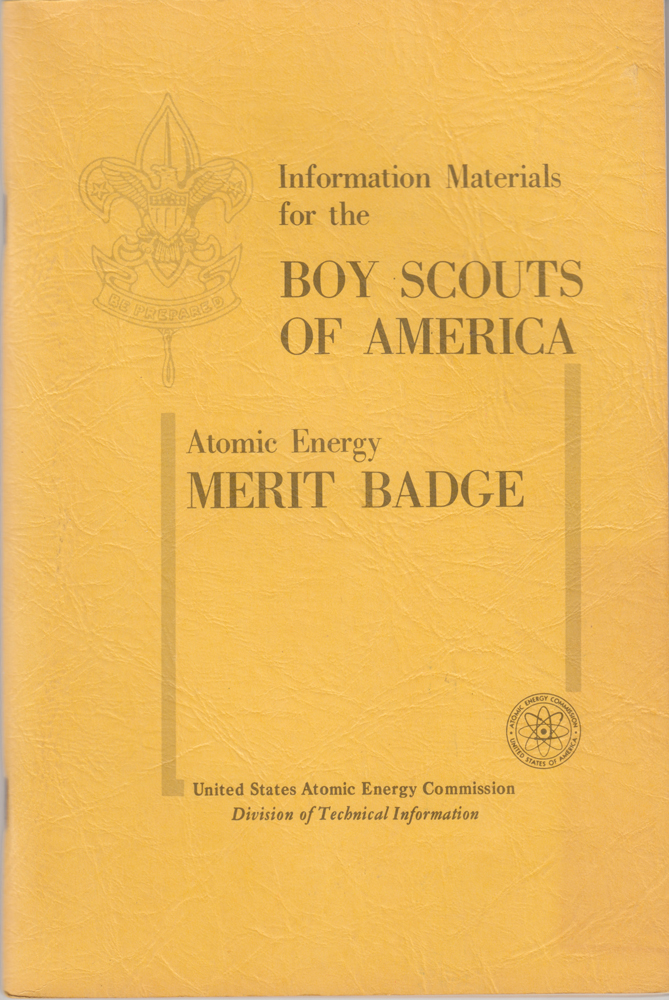 BE PREPARED
Information Materials
for the
BOY SCOUTS
OF AMERICA
Atomic Energy
MERIT BADGE
ATOMIC ENERGY COMMISSION
UNITED STATES OF AMERICA
United States Atomic Energy Commission
Division of Technical Information